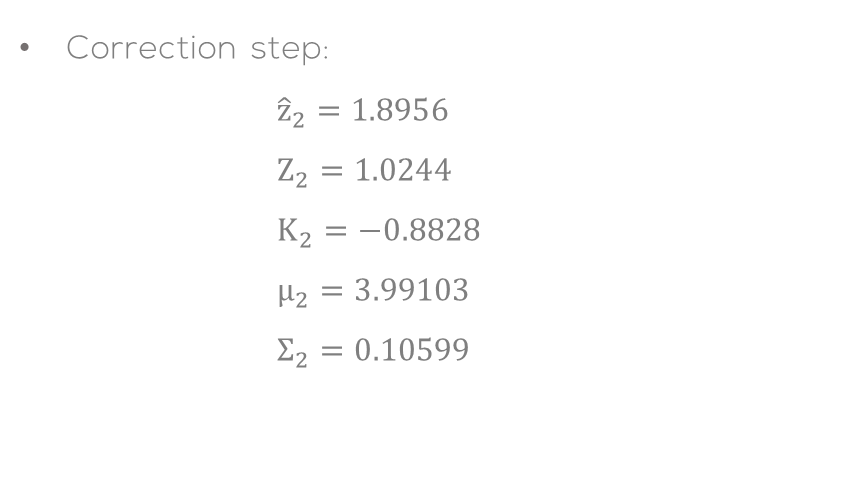 • Correction step:
ẑ₂ = 1.8956
Z₂ = 1.0244
K₂ = −0.8828
μ₂ = 3.99103
Σ₂ = 0.10599